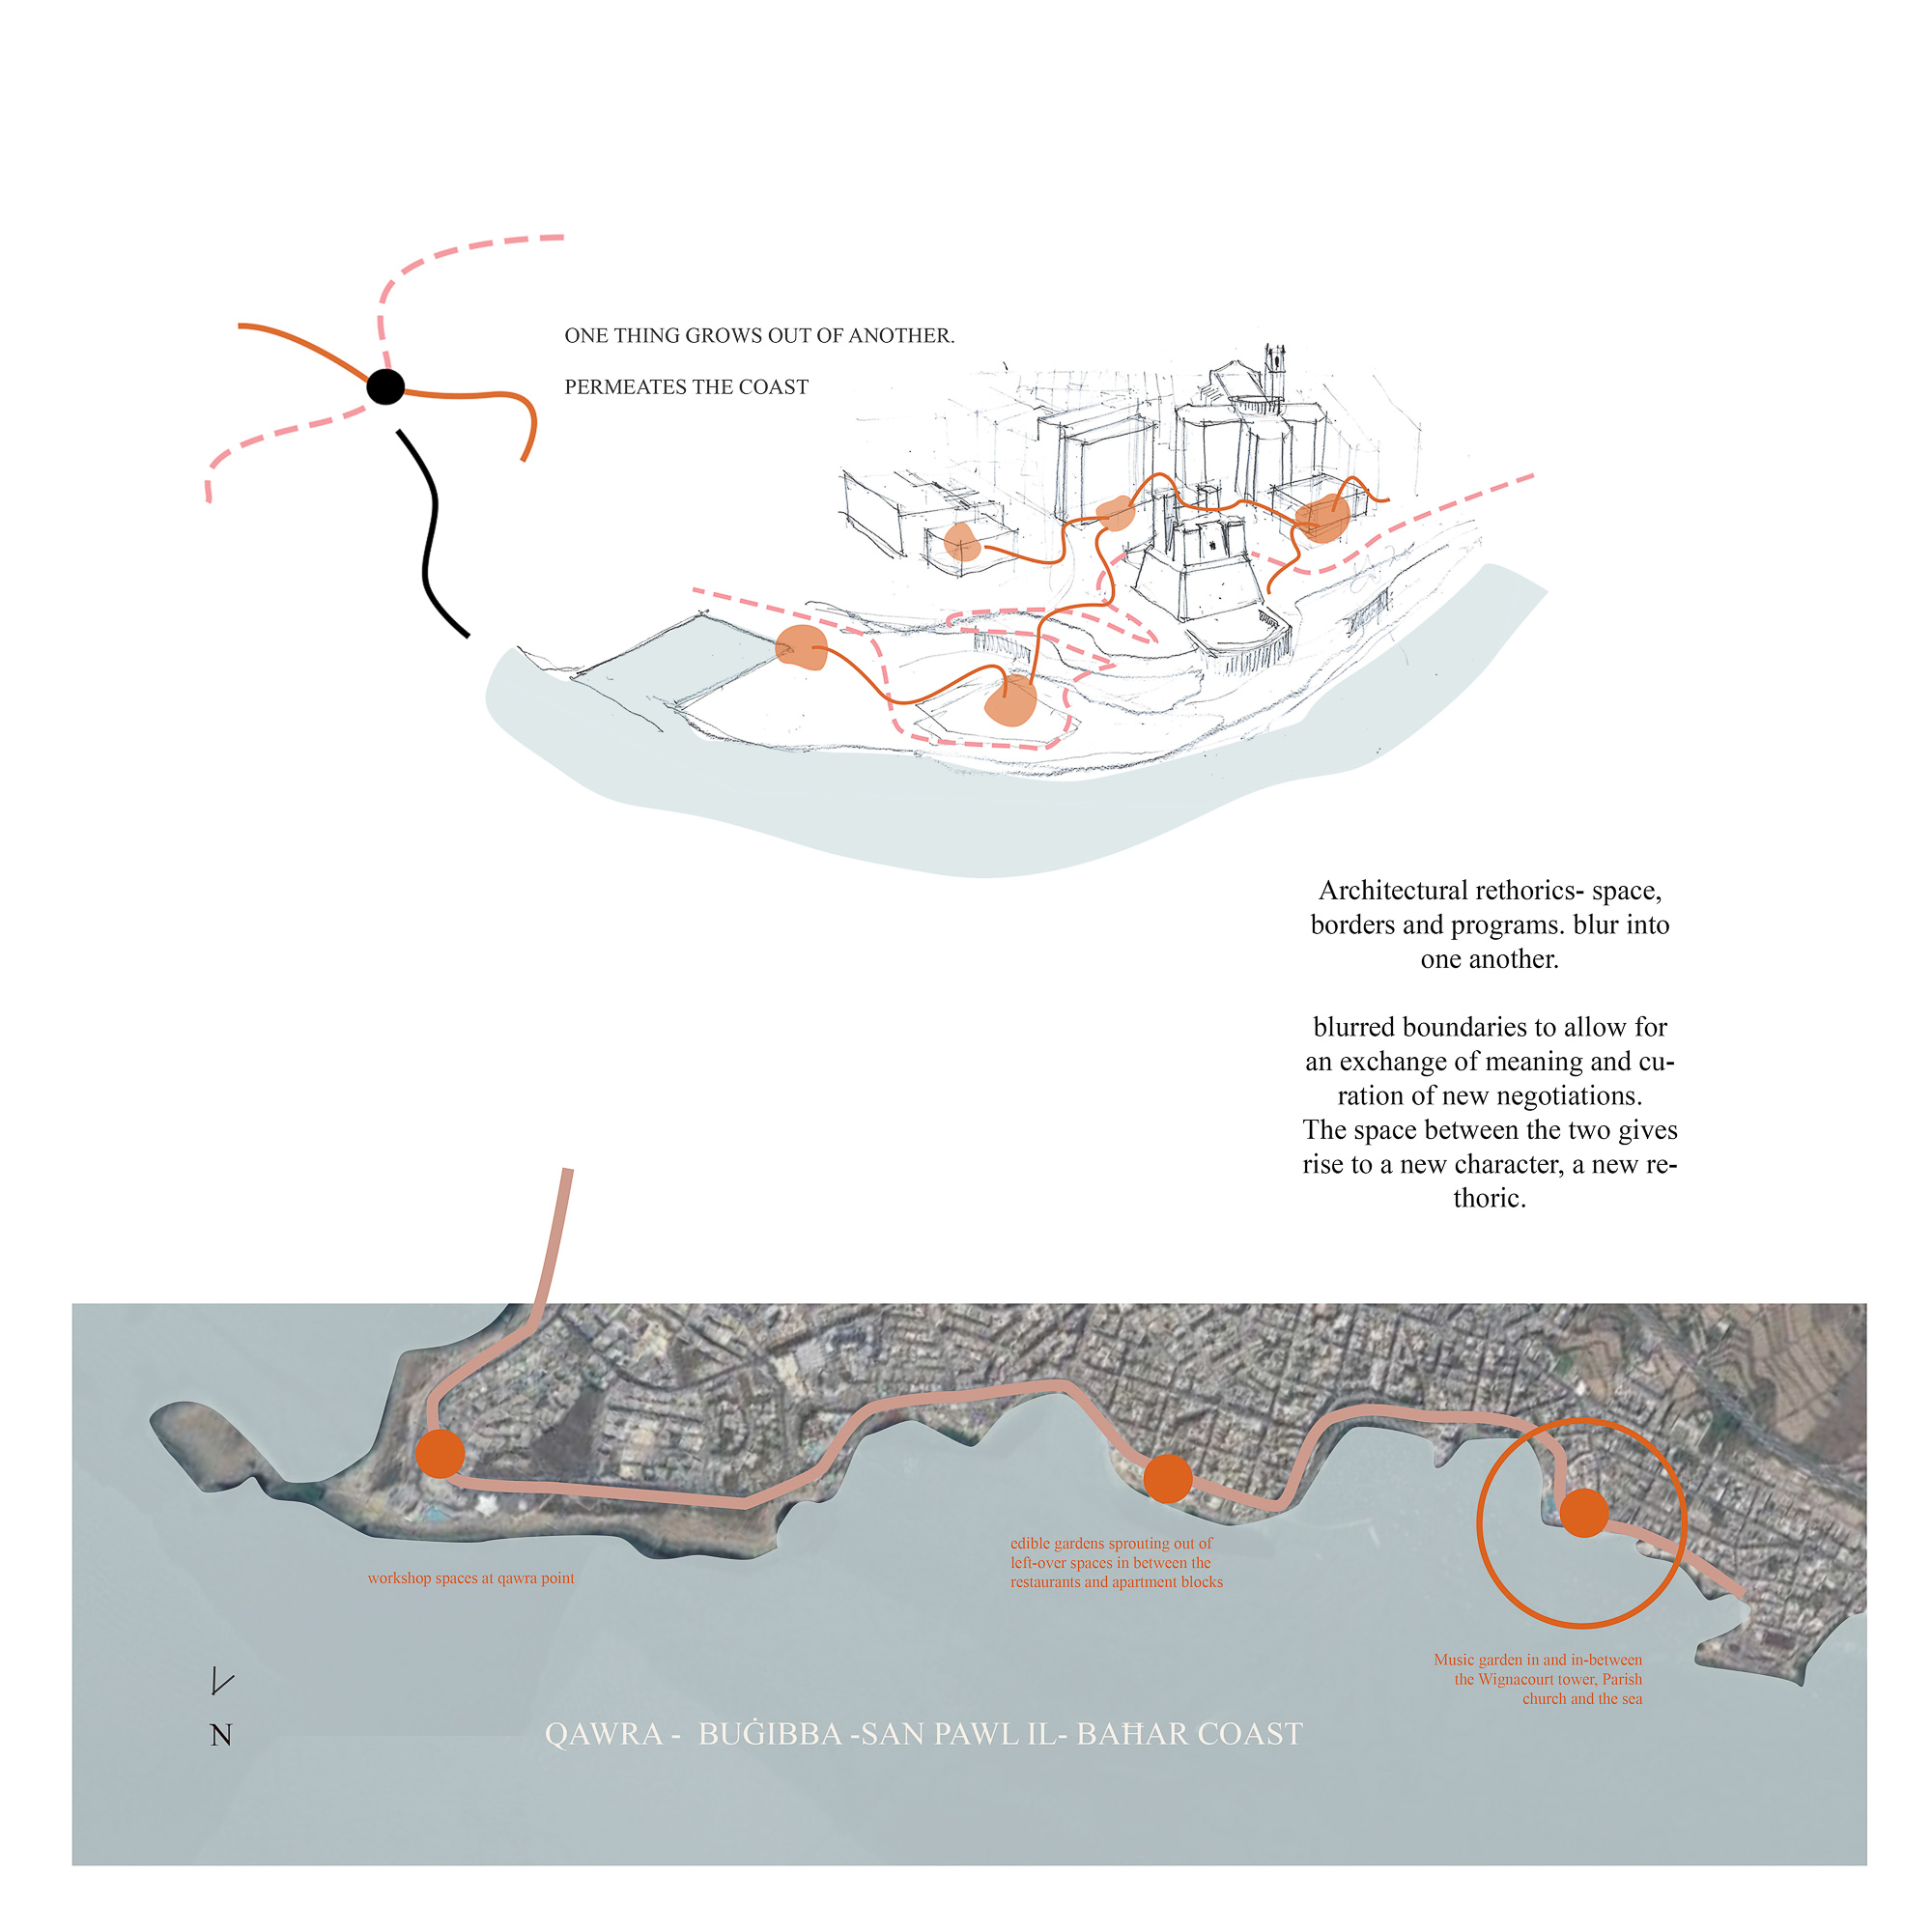 ONE THING GROWS OUT OF ANOTHER.
PERMEATES THE COAST
Architectural rethorics- space,
borders and programs. blur into
one another.
blurred boundaries to allow for
an exchange of meaning and cu-
ration of new negotiations.
The space between the two gives
rise to a new character, a new re-
thoric.
workshop spaces at qawra point
edible gardens sprouting out of
left-over spaces in between the
restaurants and apartment blocks
Music garden in and in-between
the Wignacourt tower, Parish
church and the sea
N
QAWRA - BUĠIBBA -SAN PAWL IL- BAĦAR COAST